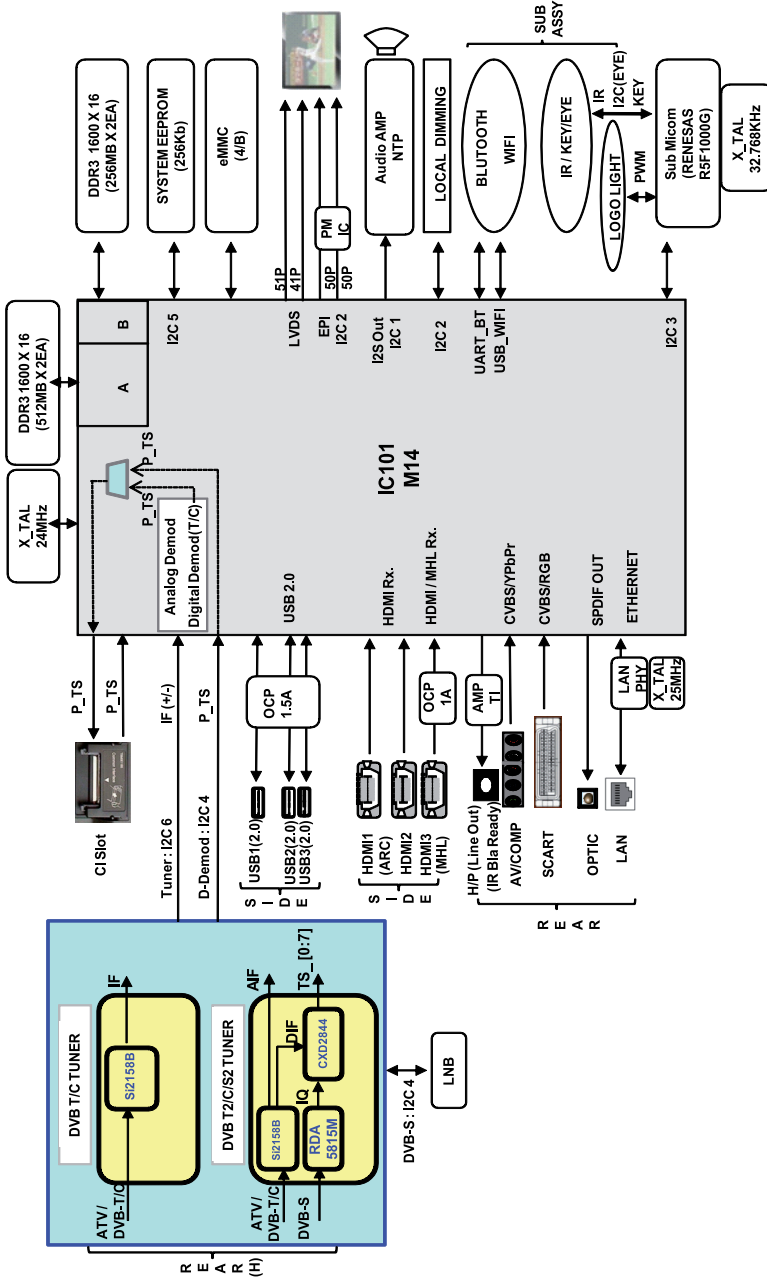 R
E
A
R
(H)
ATV /
DVB-T/C
DVB T/C TUNER
Si2158B
IF
ATV /
DVB-T/C
DVB-S
DVB T2/C/S2 TUNER
Si2158B
RDA
5815M
IQ
DIF
CXD2844
AIF
TS_ [0:7]
DVB-S : I2C 4
LNB
CI Slot
P_TS
P_TS
Tuner : I2C 6
IF (+/-)
D-Demod : I2C 4
P_TS
S
I
D
E
USB1(2.0)
USB2(2.0)
USB3(2.0)
OCP
1.5A
S
I
D
E
HDMI1
(ARC)
HDMI2
HDMI3
(MHL)
OCP
1A
R
E
A
R
H/P (Line Out)
(IR Bla Ready)
AV/COMP
SCART
OPTIC
LAN
AMP
TI
LAN
PHY
X_TAL
25MHz
X_TAL
24MHz
DDR3 1600 X 16
(512MB X 2EA)
A
B
P_TS
P_TS
Analog Demod
Digital Demod(T/C)
USB 2.0
HDMI Rx.
HDMI / MHL Rx.
CVBS/YPbPr
CVBS/RGB
SPDIF OUT
ETHERNET
IC101
M14
I2C 5
LVDS
EPI
I2C 2
I2S Out
I2C 1
I2C 2
UART_BT
USB_WIFI
I2C 3
51P
41P
50P
50P
PM
IC
DDR3 1600 X 16
(256MB X 2EA)
SYSTEM EEPROM
(256Kb)
eMMC
(4/B)
Audio AMP
NTP
LOCAL DIMMING
BLUTOOTH
WIFI
IR / KEY/EYE
SUB
ASSY
LOGO LIGHT
PWM
IR
I2C(EYE)
KEY
Sub Micom
(RENESAS
R5F1000G)
X_TAL
32.768KHz